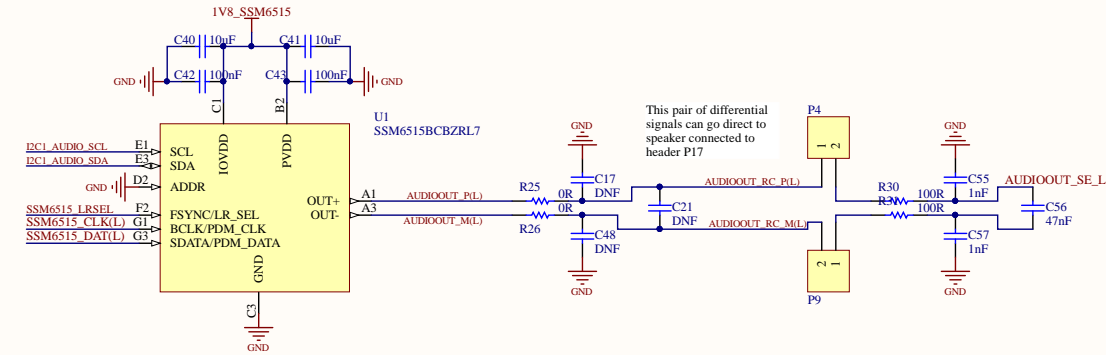 1V8_SSM6515
C40
10uF
C41
10uF
C42
100nF
C43
100nF
GND
GND
C1
B2
U1
SSM6515BCBZRL7
IOVDD
PVDD
I2C1_AUDIO_SCL
E1
SCL
I2C1_AUDIO_SDA
E3
SDA
GND
D2
ADDR
SSM6515_LRSEL
F2
FSYNC/LR_SEL
SSM6515_CLK(L)
G1
BCLK/PDM_CLK
SSM6515_DAT(L)
G3
SDATA/PDM_DATA
OUT+
A1
AUDIOOUT_P(L)
OUT-
A3
AUDIOOUT_M(L)
GND
C3
GND
R25
0R
0R
R26
GND
C17
DNF
C48
DNF
GND
C21
DNF
This pair of differential
signals can go direct to
speaker connected to
header P17
AUDIOOUT_RC_P(L)
AUDIOOUT_RC_M(L)
P4
1
2
2
1
P9
R30
100R
R31
100R
GND
C55
1nF
C57
1nF
GND
AUDIOOUT_SE_L
C56
47nF